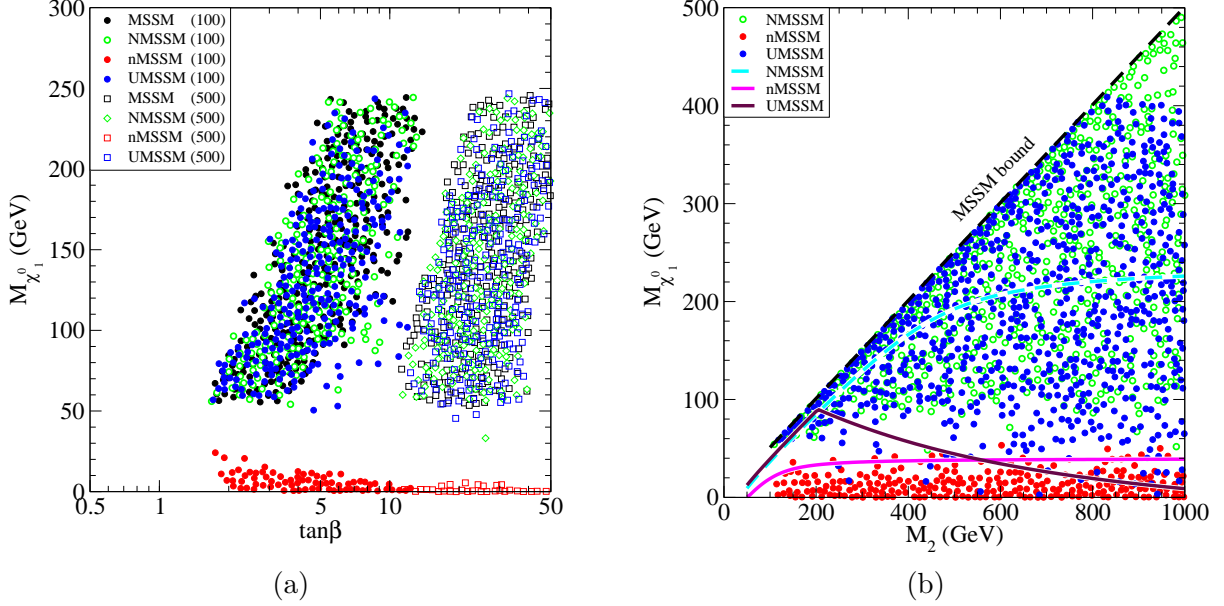 MSSM (100)
NMSSM (100)
nMSSM (100)
UMSSM (100)
MSSM (500)
NMSSM (500)
nMSSM (500)
UMSSM (500)
300
250
200
150
100
50
0
Mχ⁰₁ (GeV)
0.5 1 5 10 50
tanβ
(a)
NMSSM
nMSSM
UMSSM
NMSSM
nMSSM
UMSSM
MSSM bound
500
400
300
200
100
0
Mχ⁰₁ (GeV)
0 200 400 600 800 1000
M₂ (GeV)
(b)